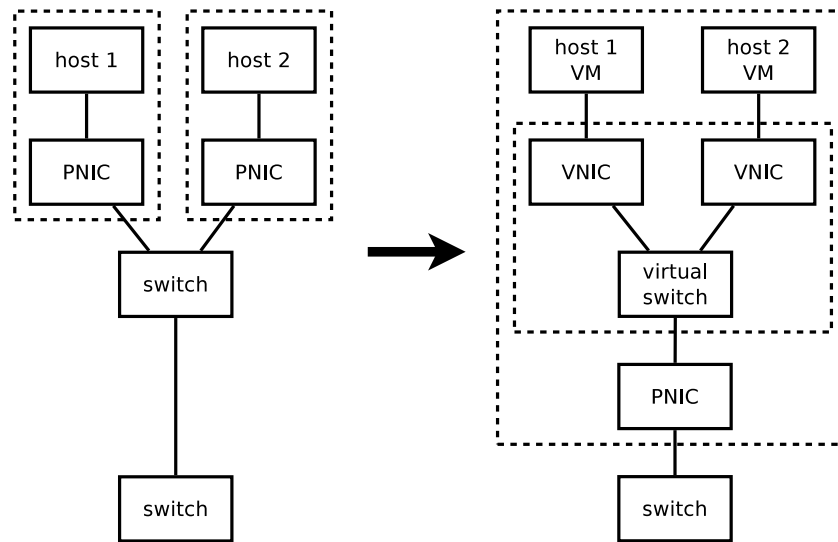 host 1
host 2
PNIC
PNIC
switch
switch
host 1
VM
host 2
VM
VNIC
VNIC
virtual
switch
PNIC
switch